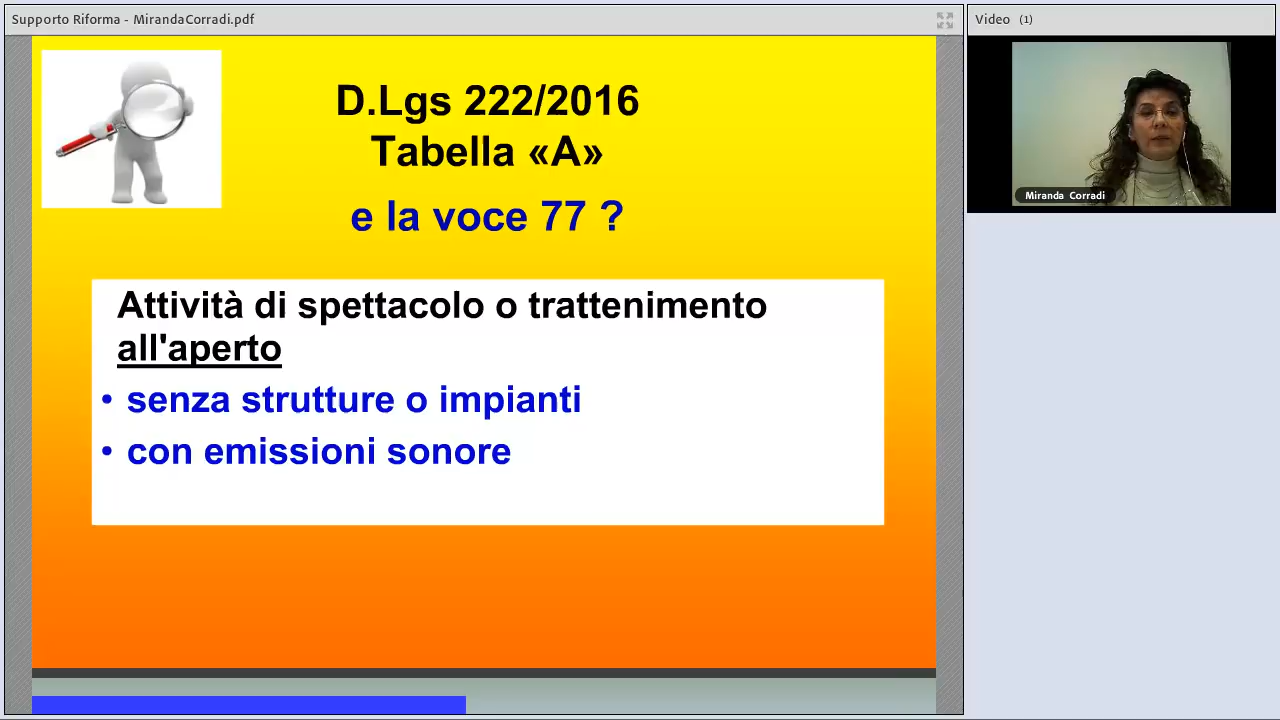 Supporto Riforma - MirandaCorradi.pdf
Video (1)
D.Lgs 222/2016
Tabella «A»
e la voce 77 ?
Attività di spettacolo o trattenimento
all'aperto
• senza strutture o impianti
• con emissioni sonore
Miranda Corradi